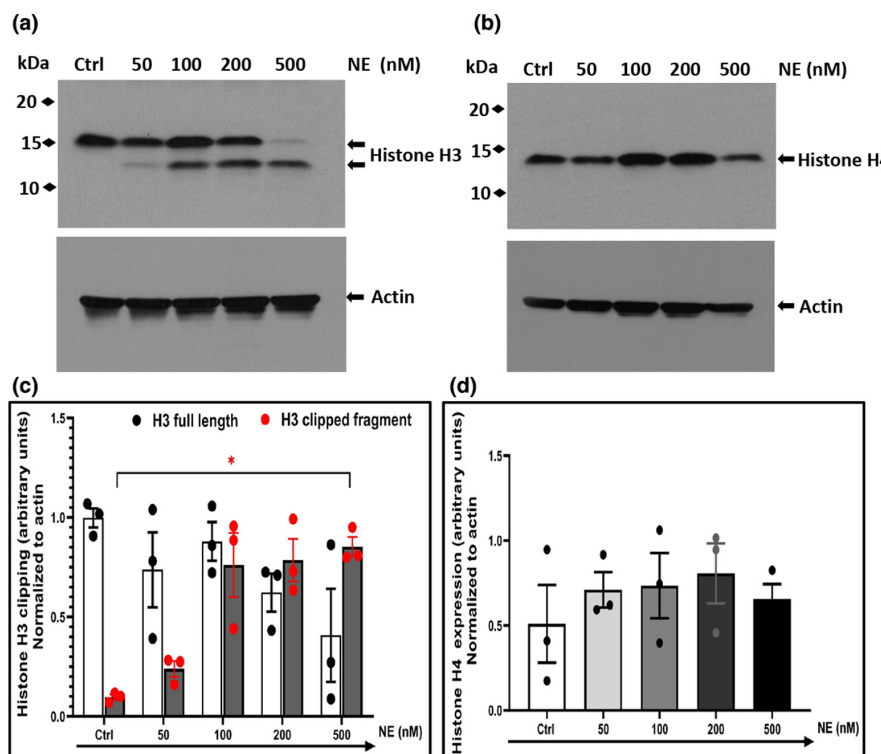 (a)
kDa Ctrl 50 100 200 500 NE (nM)
20
15
Histone H3
10
Actin
(b)
kDa Ctrl 50 100 200 500 NE (nM)
20
15
Histone H4
10
Actin
(c)
Histone H3 clipping (arbitrary units)
Normalized to actin
H3 full length H3 clipped fragment
*
1.5
1.0
0.5
0.0
Ctrl 50 100 200 500 NE (nM)
(d)
Histone H4 expression (arbitrary units)
Normalized to actin
1.5
1.0
0.5
0.0
Ctrl 50 100 200 500 NE (nM)